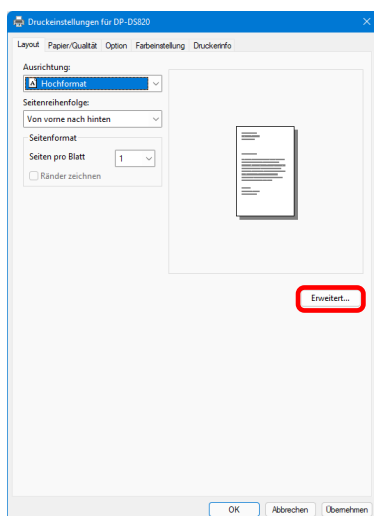 Druckeinstellungen für DP-DS820
Layout Papier/Qualität Option Farbeinstellung Druckerinfo
Ausrichtung:
A Hochformat
Seitenreihenfolge:
Von vorne nach hinten
Seitenformat
Seiten pro Blatt 1
Ränder zeichnen
Erweitert...
OK Abbrechen Übernehmen